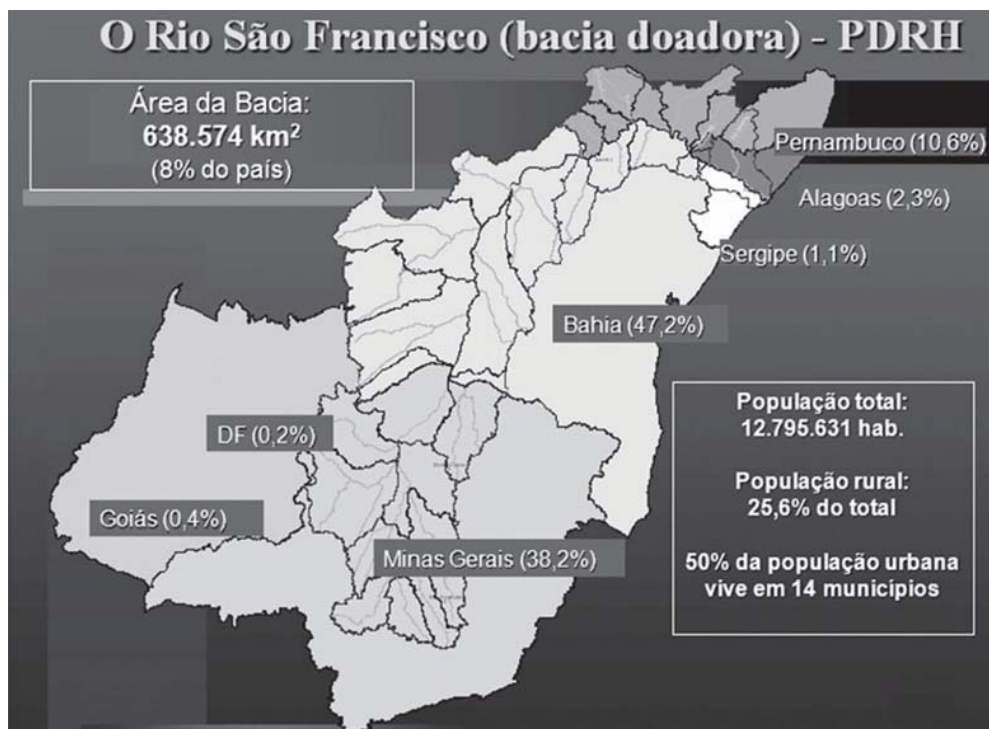 O Rio São Francisco (bacia doadora) - PDRH
Área da Bacia:
638.574 km²
(8% do país)
Pernambuco (10,6%)
Alagoas (2,3%)
Sergipe (1,1%)
Bahia (47,2%)
DF (0,2%)
Goiás (0,4%)
Minas Gerais (38,2%)
População total:
12.795.631 hab.
População rural:
25,6% do total
50% da população urbana
vive em 14 municípios